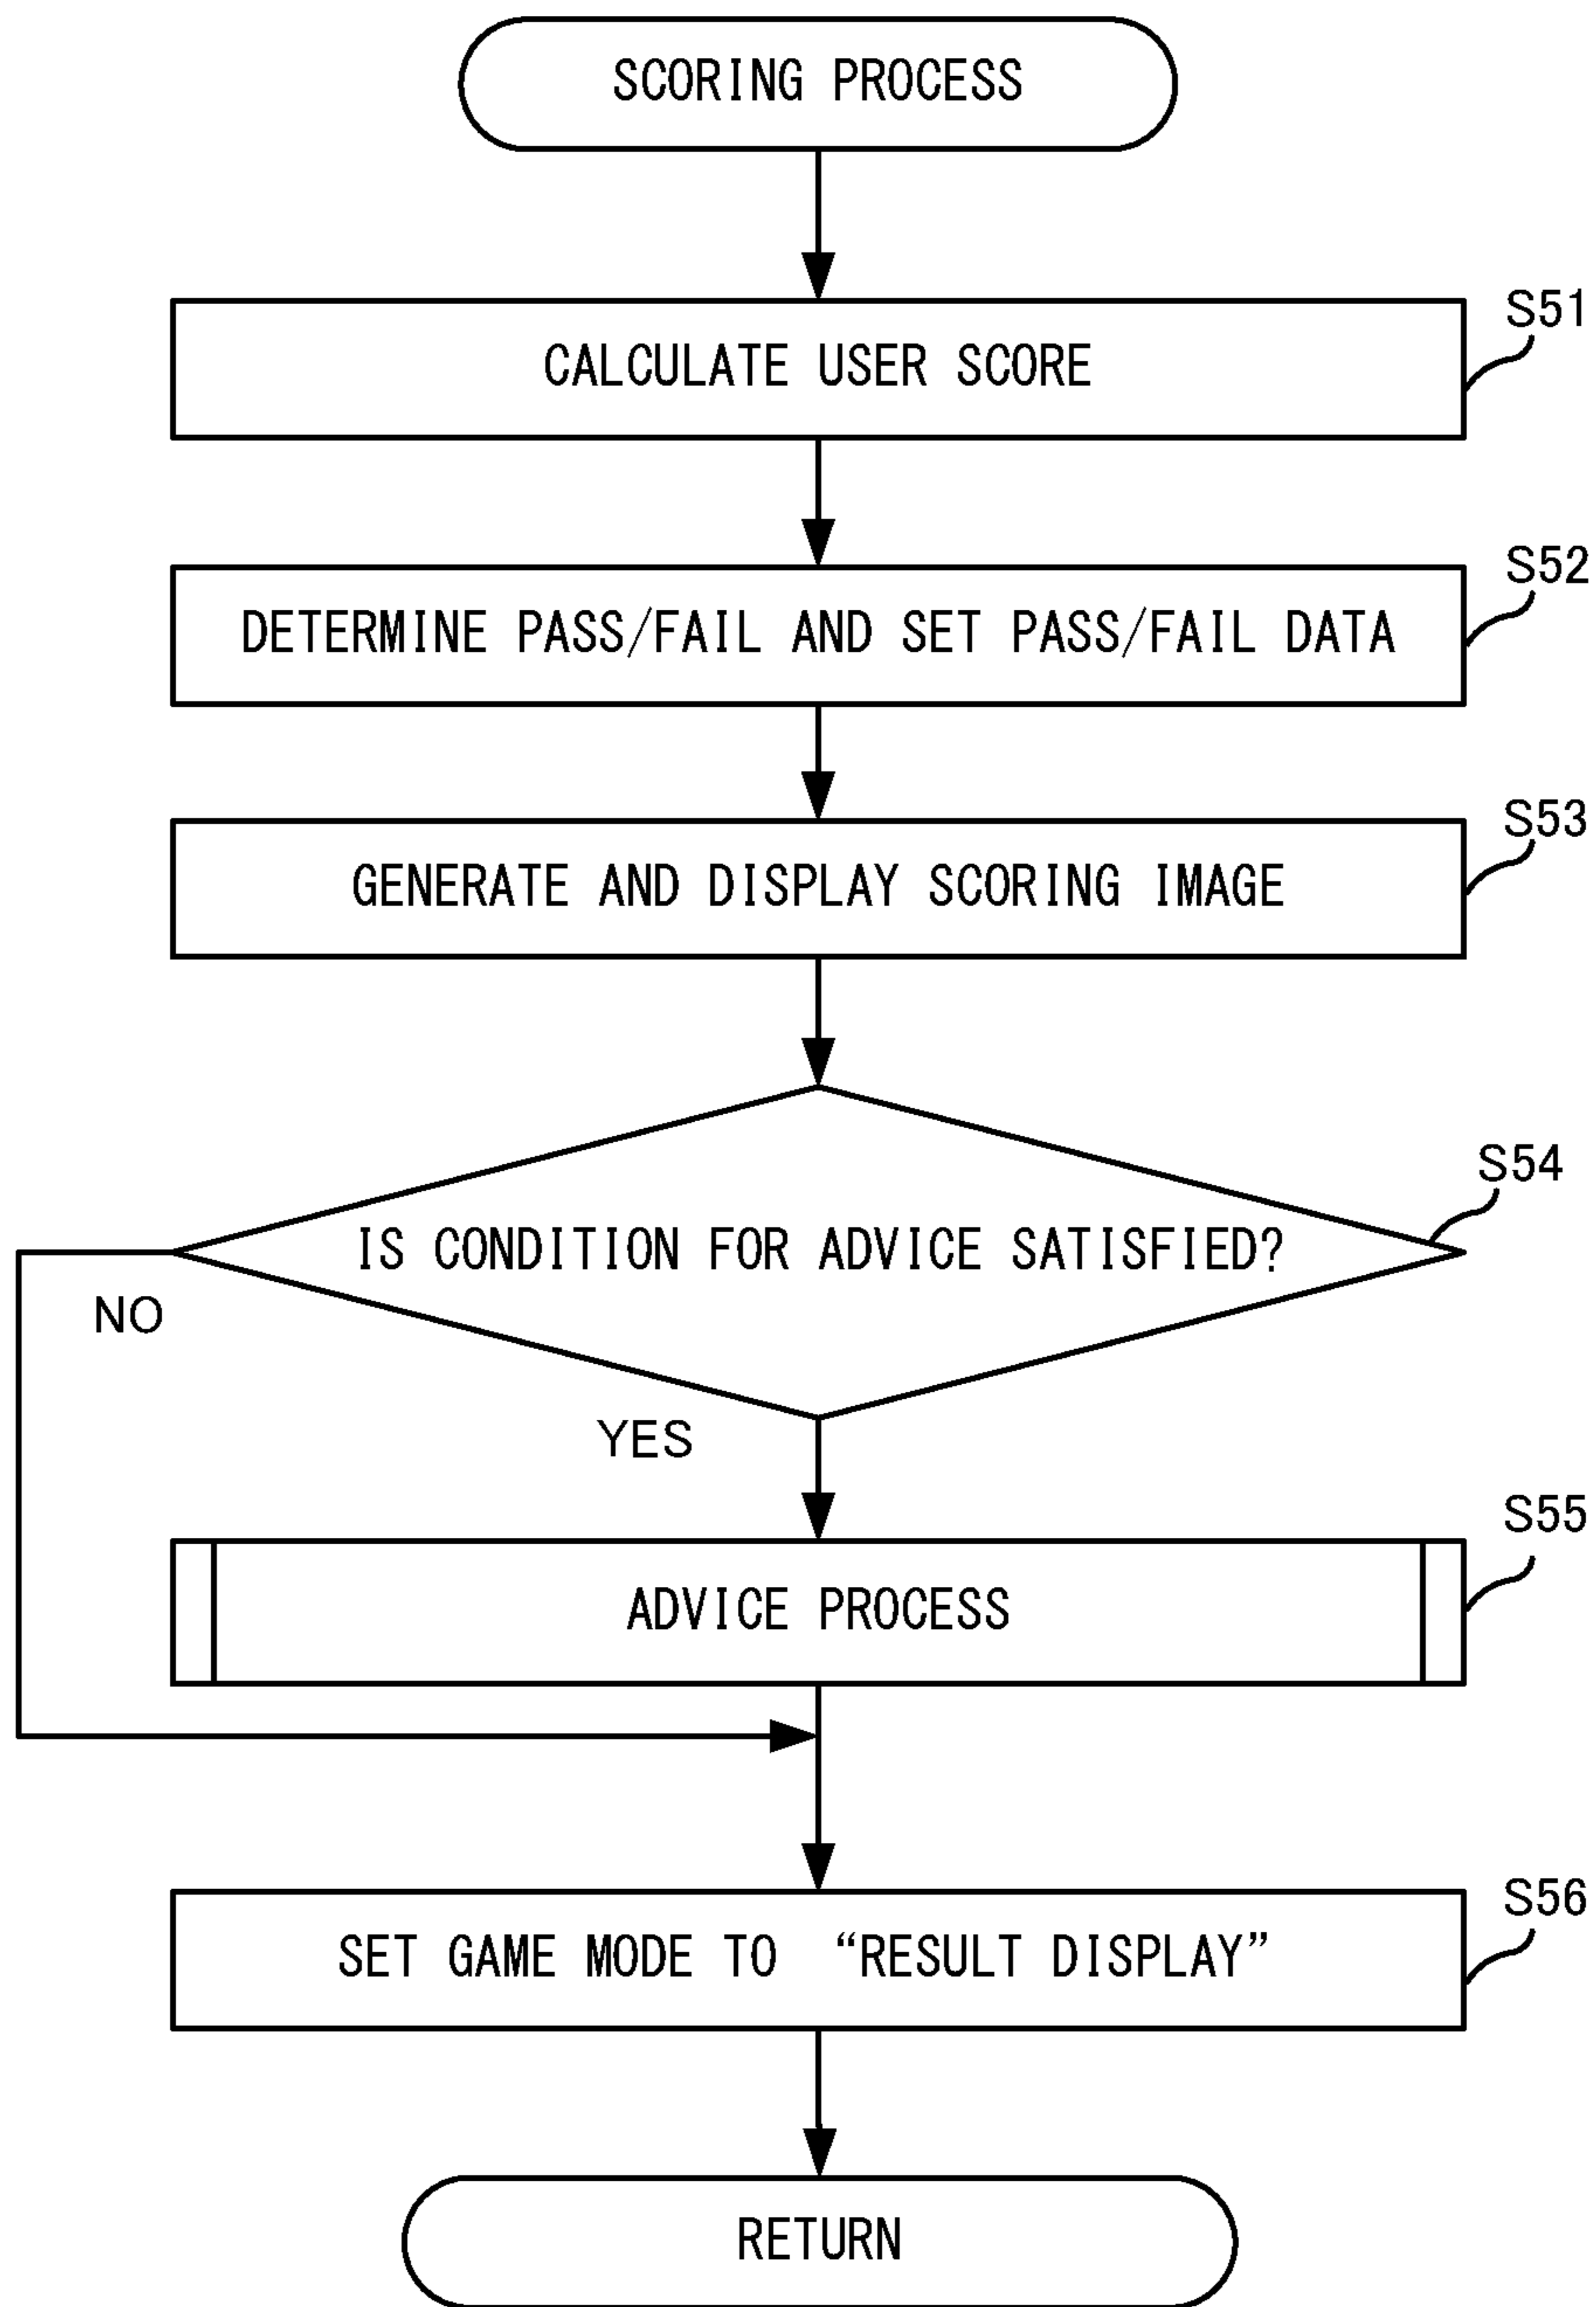 SCORING PROCESS
S51
CALCULATE USER SCORE
S52
DETERMINE PASS/FAIL AND SET PASS/FAIL DATA
S53
GENERATE AND DISPLAY SCORING IMAGE
S54
IS CONDITION FOR ADVICE SATISFIED?
NO
YES
S55
ADVICE PROCESS
S56
SET GAME MODE TO “RESULT DISPLAY”
RETURN